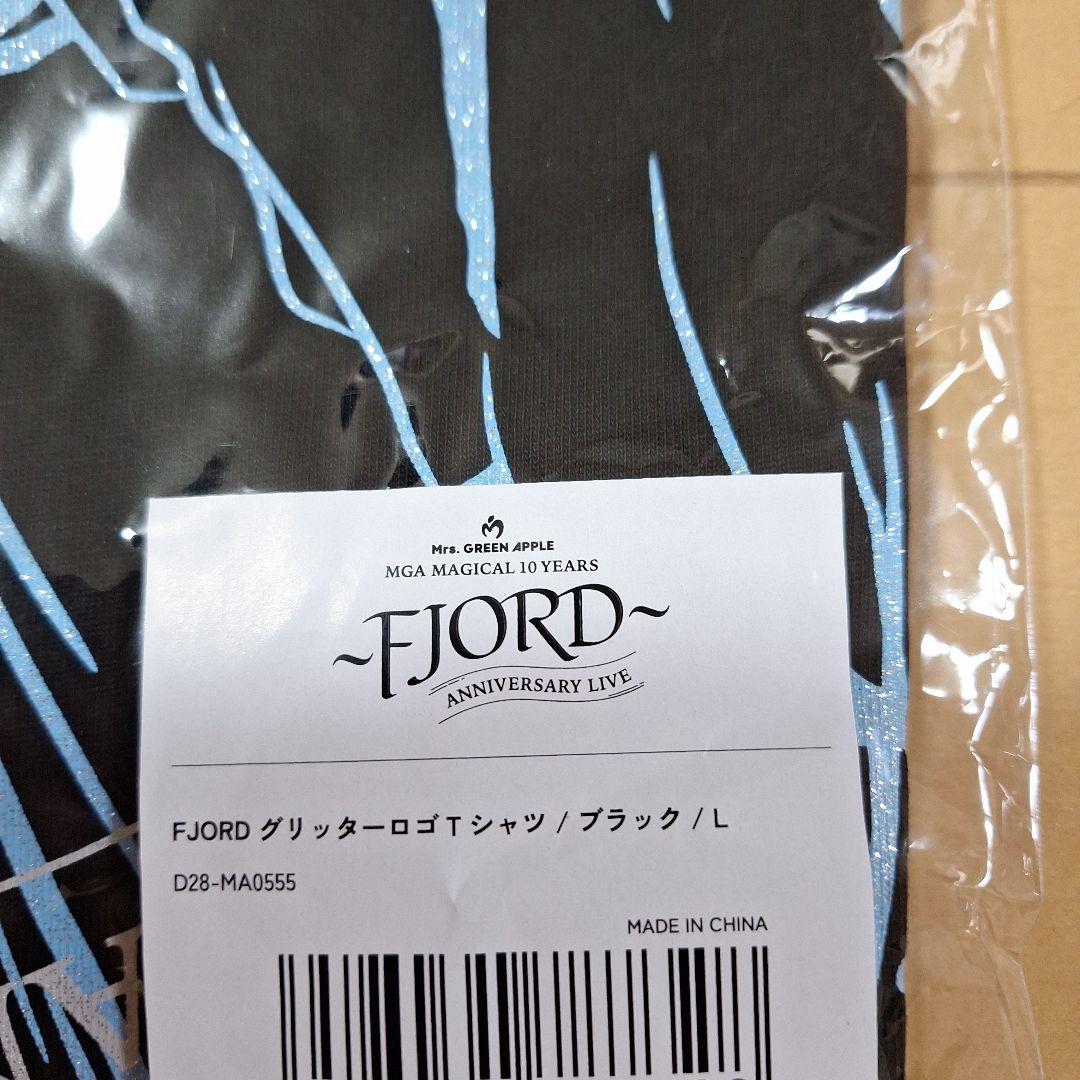 Mrs. GREEN APPLE
MGA MAGICAL 10 YEARS
~FJORD~
ANNIVERSARY LIVE
FJORD グリッターロゴTシャツ / ブラック / L
D28-MA0555
MADE IN CHINA